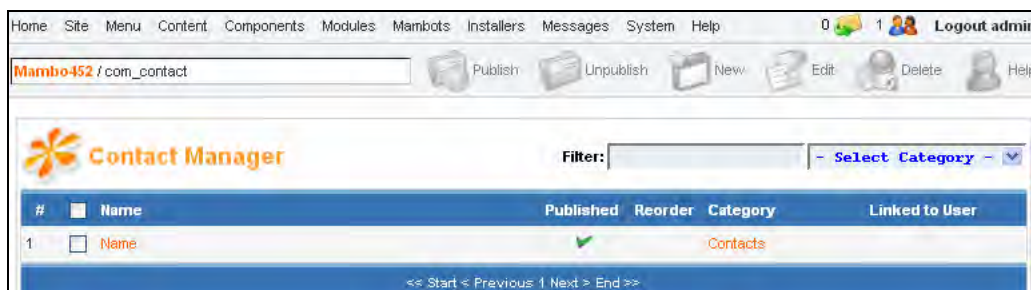 Home Site Menu Content Components Modules Mambots Installers Messages System Help 0 1 Logout admin
Mambo452 / com_contact Publish Unpublish New Edit Delete Help
Contact Manager Filter: - Select Category -
# Name Published Reorder Category Linked to User
1 Name Contacts
<< Start < Previous 1 Next > End >>